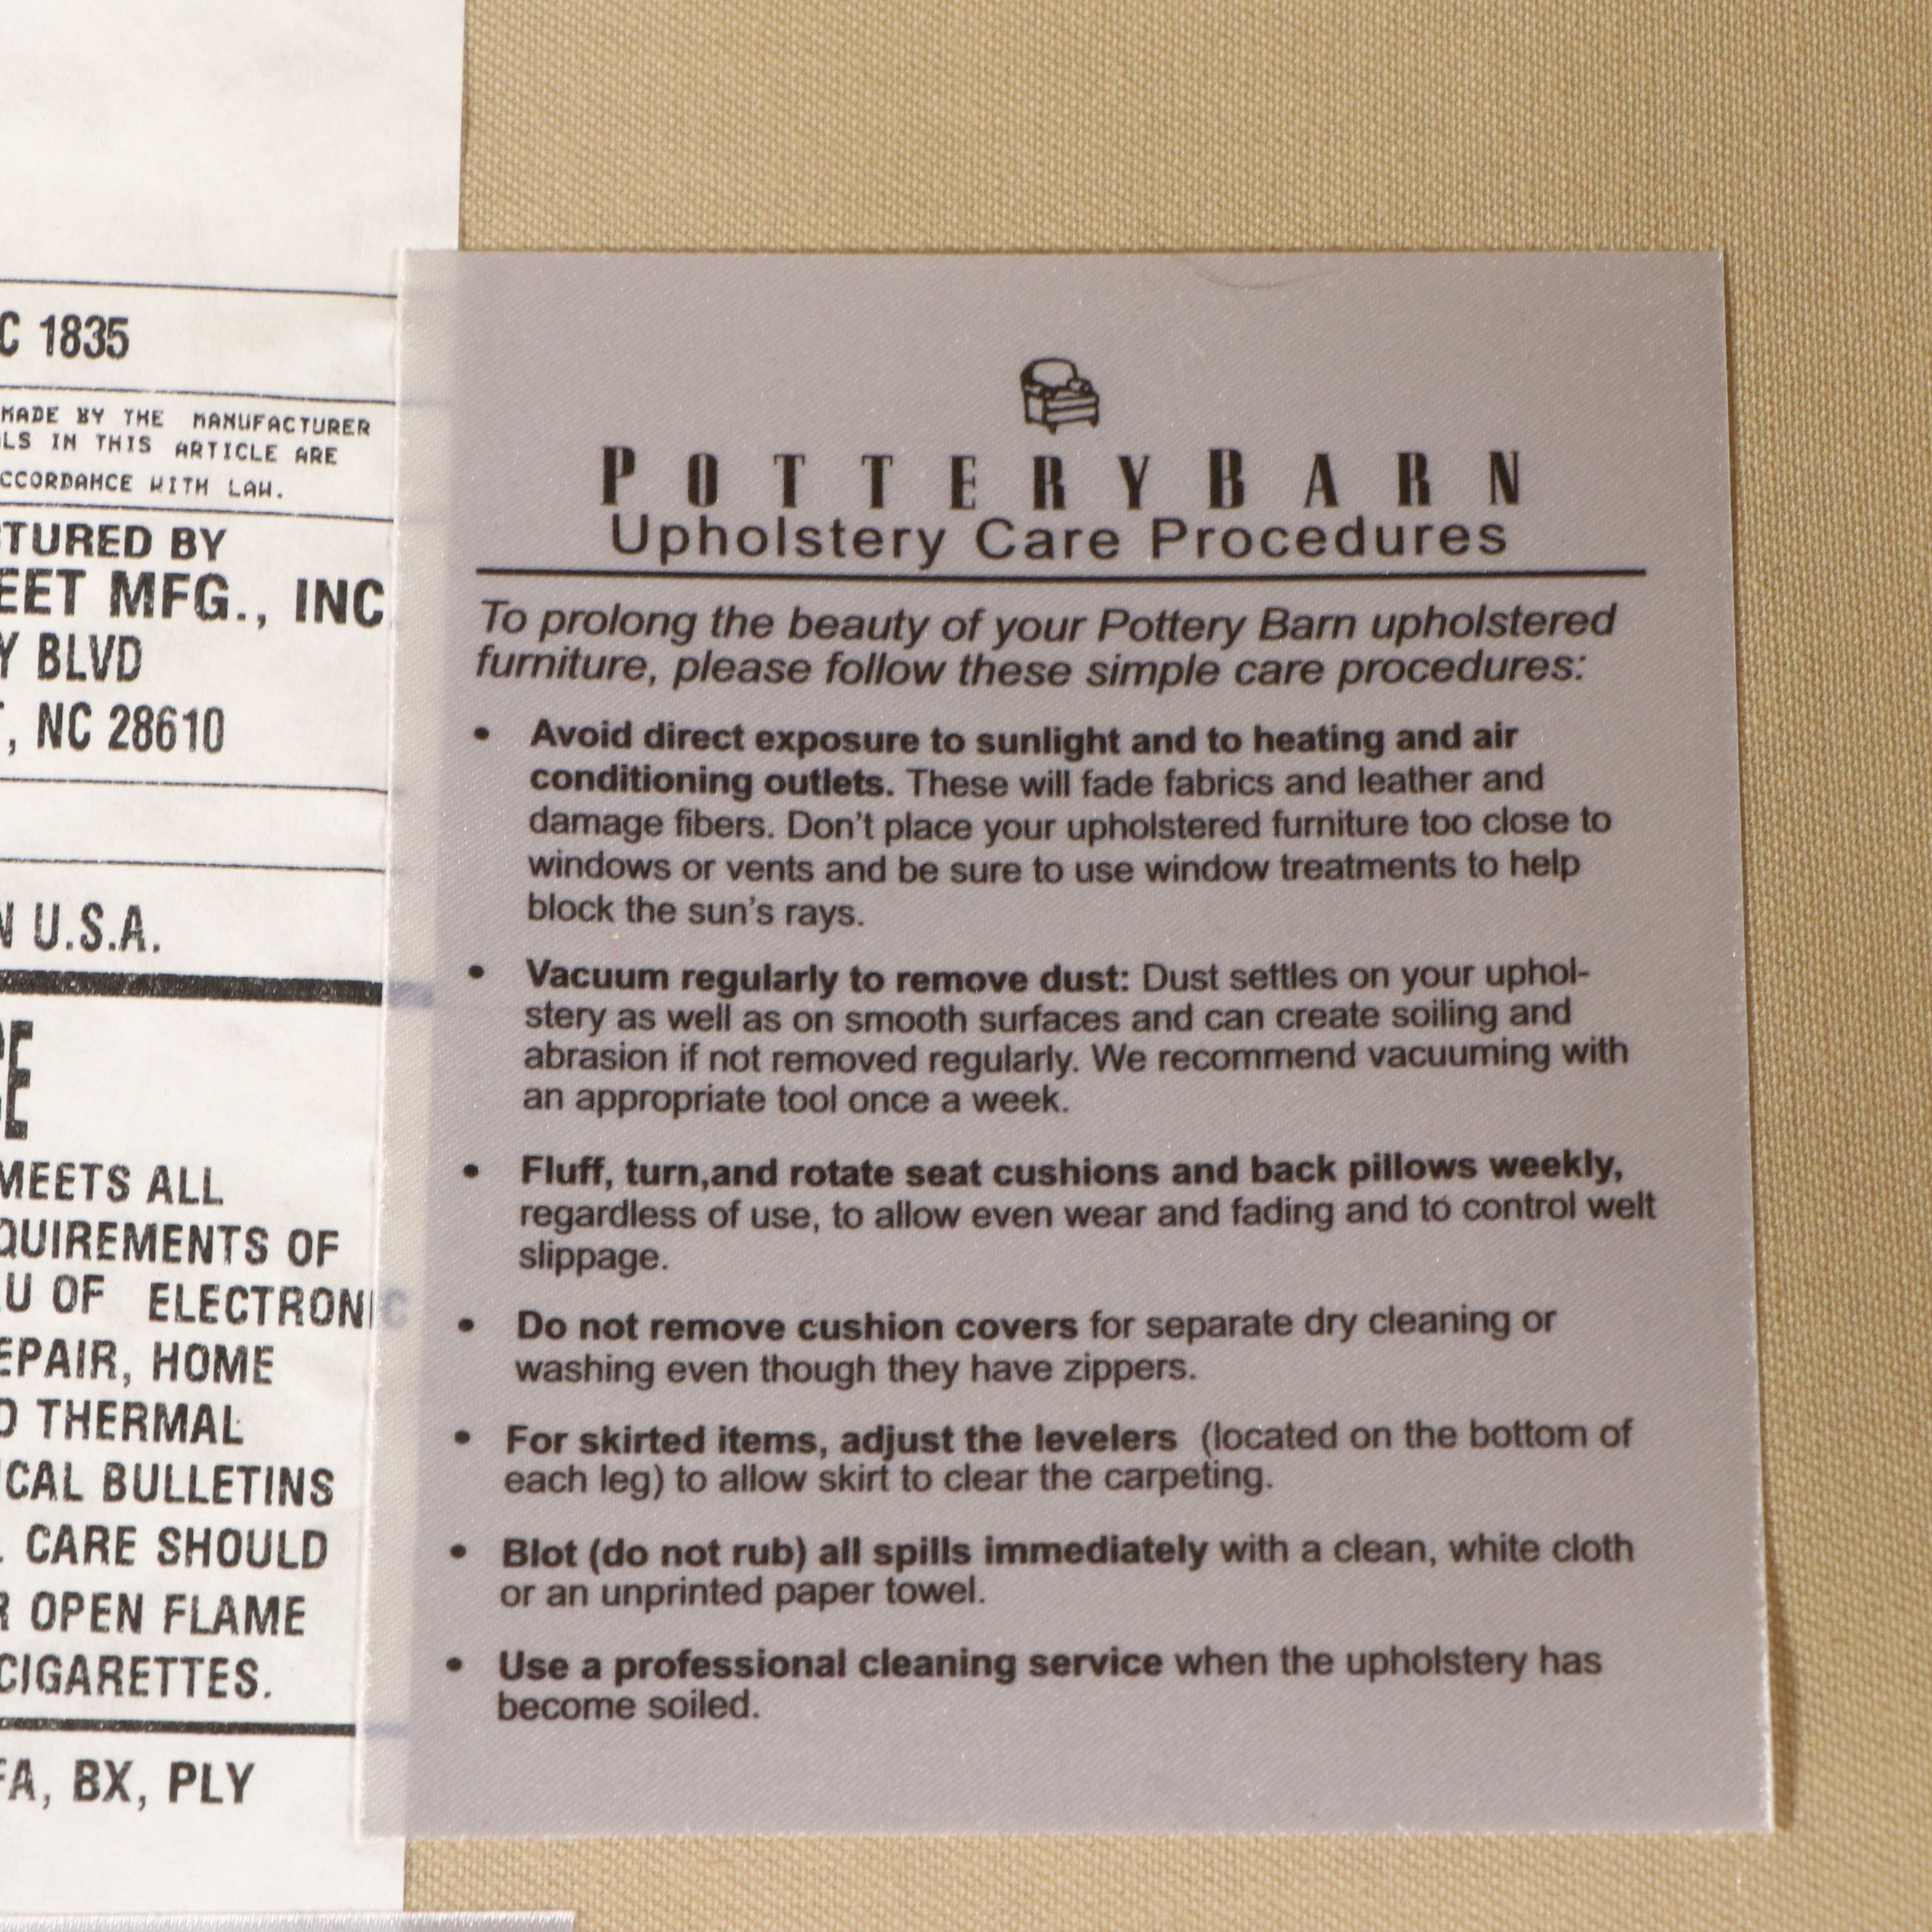 C 1835
MADE BY THE MANUFACTURER
LS IN THIS ARTICLE ARE
CCORDANCE WITH LAW.
TURED BY
EET MFG., INC
Y BLVD
, NC 28610
N U.S.A.
MEETS ALL
QUIREMENTS OF
U OF ELECTRONIC
EPAIR, HOME
D THERMAL
ICAL BULLETINS
. CARE SHOULD
R OPEN FLAME
CIGARETTES.
FA, BX, PLY
POTTERY BARN
Upholstery Care Procedures
To prolong the beauty of your Pottery Barn upholstered
furniture, please follow these simple care procedures:
• Avoid direct exposure to sunlight and to heating and air
conditioning outlets. These will fade fabrics and leather and
damage fibers. Don't place your upholstered furniture too close to
windows or vents and be sure to use window treatments to help
block the sun's rays.
• Vacuum regularly to remove dust: Dust settles on your uphol-
stery as well as on smooth surfaces and can create soiling and
abrasion if not removed regularly. We recommend vacuuming with
an appropriate tool once a week.
• Fluff, turn,and rotate seat cushions and back pillows weekly,
regardless of use, to allow even wear and fading and to control welt
slippage.
• Do not remove cushion covers for separate dry cleaning or
washing even though they have zippers.
• For skirted items, adjust the levelers (located on the bottom of
each leg) to allow skirt to clear the carpeting.
• Blot (do not rub) all spills immediately with a clean, white cloth
or an unprinted paper towel.
• Use a professional cleaning service when the upholstery has
become soiled.